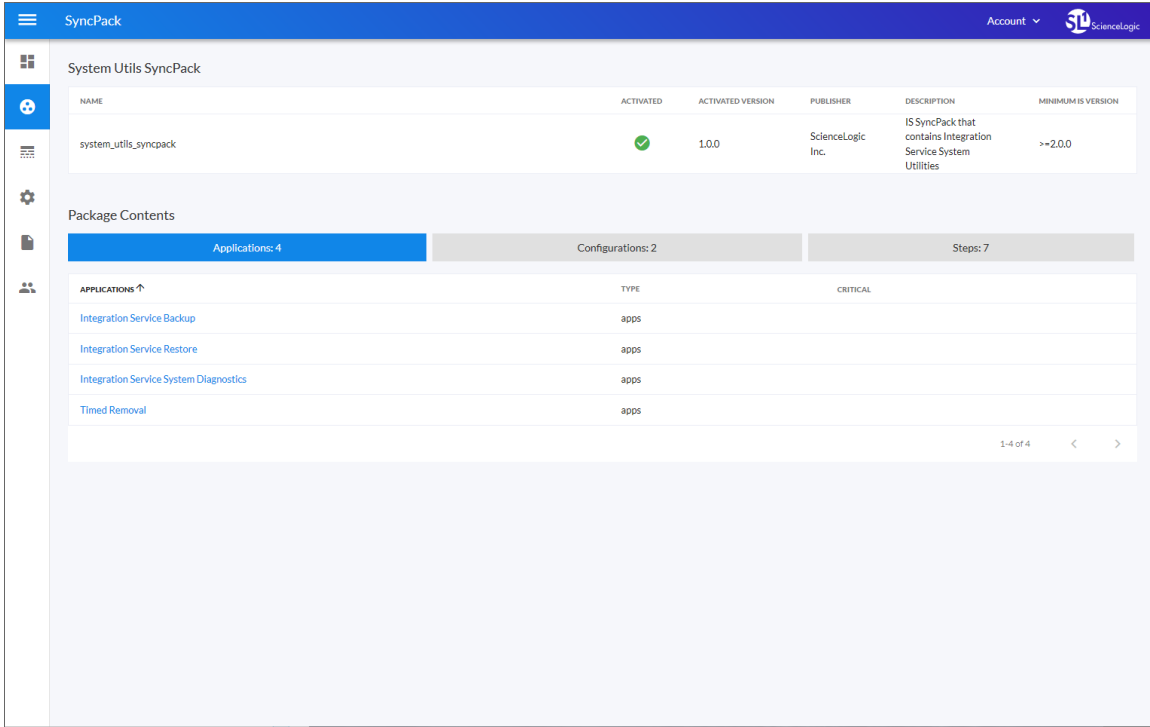 SyncPack
Account
SL ScienceLogic
System Utils SyncPack
NAME ACTIVATED ACTIVATED VERSION PUBLISHER DESCRIPTION MINIMUM IS VERSION
system_utils_syncpack 1.0.0 ScienceLogic Inc. IS SyncPack that contains Integration Service System Utilities >=2.0.0
Package Contents
Applications: 4 Configurations: 2 Steps: 7
APPLICATIONS TYPE CRITICAL
Integration Service Backup apps
Integration Service Restore apps
Integration Service System Diagnostics apps
Timed Removal apps
1-4 of 4